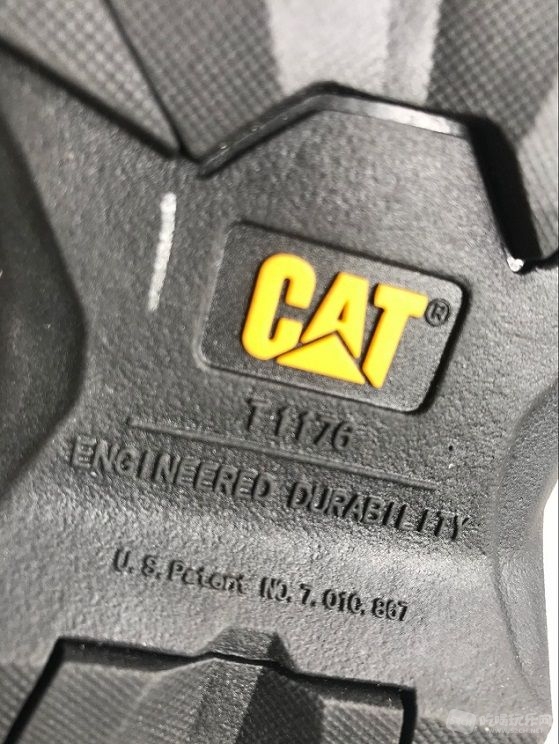 CAT®
T1176
ENGINEERED DURABILITY
U.S. Patent NO. 7.010.867